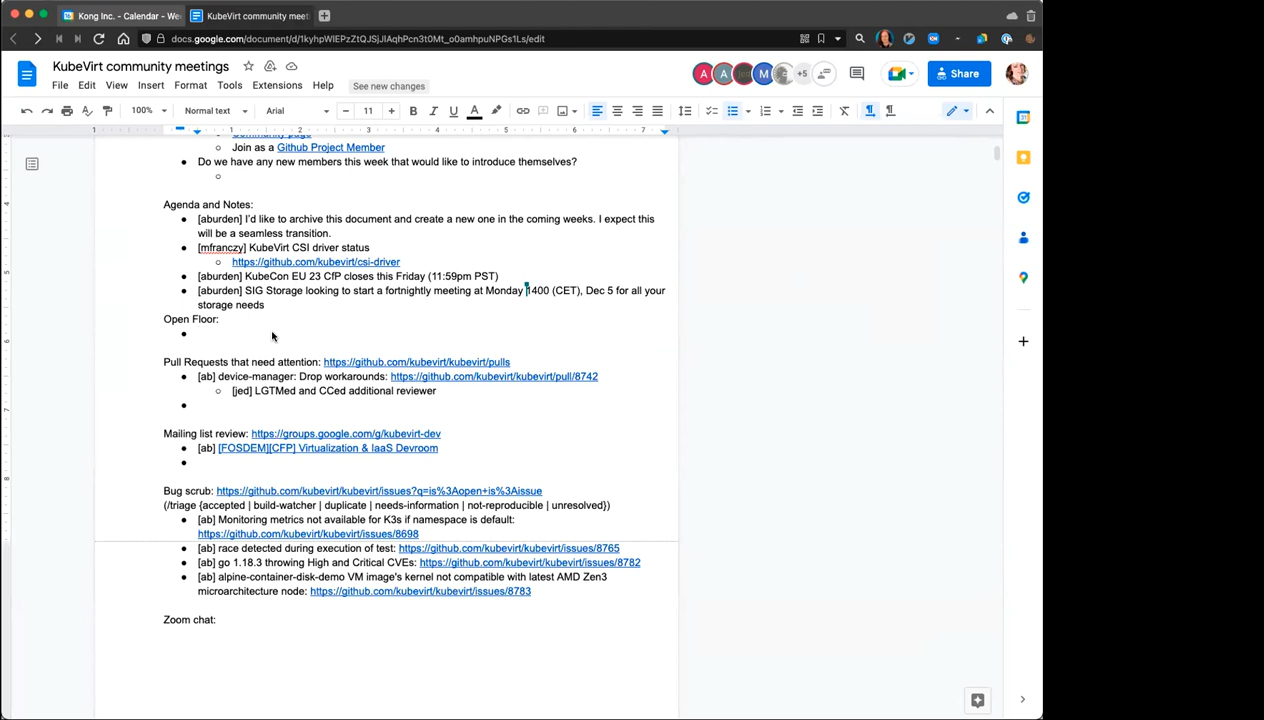 Kong Inc. - Calendar - We
KubeVirt community meet
docs.google.com/document/d/1kyhpWIEPzZtQJSjJIAqhPcn3t0Mt_o0amhpuNPGs1Ls/edit
KubeVirt community meetings
File Edit View Insert Format Tools Extensions Help See new changes
A A M +5 Share
100% Normal text Arial 11
1 1 2 3 4 5 6 7
Community page
Join as a Github Project Member
Do we have any new members this week that would like to introduce themselves?
Agenda and Notes:
[aburden] I'd like to archive this document and create a new one in the coming weeks. I expect this
will be a seamless transition.
[mfranczy] KubeVirt CSI driver status
https://github.com/kubevirt/csi-driver
[aburden] KubeCon EU 23 CfP closes this Friday (11:59pm PST)
[aburden] SIG Storage looking to start a fortnightly meeting at Monday 1400 (CET), Dec 5 for all your
storage needs
Open Floor:
Pull Requests that need attention: https://github.com/kubevirt/kubevirt/pulls
[ab] device-manager: Drop workarounds: https://github.com/kubevirt/kubevirt/pull/8742
[jed] LGTMed and CCed additional reviewer
Mailing list review: https://groups.google.com/g/kubevirt-dev
[ab] [FOSDEM][CFP] Virtualization & IaaS Devroom
Bug scrub: https://github.com/kubevirt/kubevirt/issues?q=is%3Aopen+is%3Aissue
(/triage {accepted | build-watcher | duplicate | needs-information | not-reproducible | unresolved})
[ab] Monitoring metrics not available for K3s if namespace is default:
https://github.com/kubevirt/kubevirt/issues/8698
[ab] race detected during execution of test: https://github.com/kubevirt/kubevirt/issues/8765
[ab] go 1.18.3 throwing High and Critical CVEs: https://github.com/kubevirt/kubevirt/issues/8782
[ab] alpine-container-disk-demo VM image's kernel not compatible with latest AMD Zen3
microarchitecture node: https://github.com/kubevirt/kubevirt/issues/8783
Zoom chat: